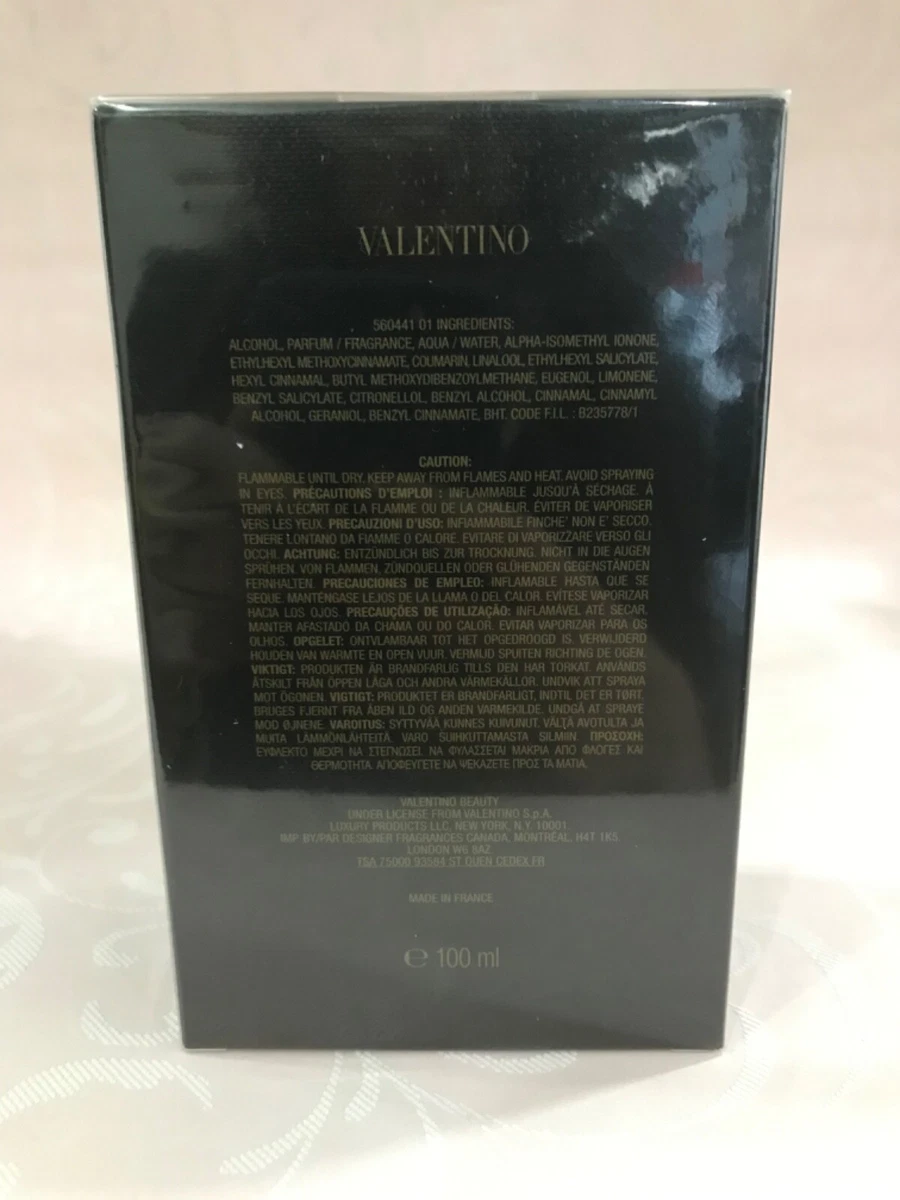 VALENTINO
560441 01 INGREDIENTS:
ALCOHOL, PARFUM / FRAGRANCE, AQUA / WATER, ALPHA-ISOMETHYL IONONE,
ETHYLHEXYL METHOXYCINNAMATE, COUMARIN, LINALOOL, ETHYLHEXYL SALICYLATE,
HEXYL CINNAMAL, BUTYL METHOXYDIBENZOYLMETHANE, EUGENOL, LIMONENE,
BENZYL SALICYLATE, CITRONELLOL, BENZYL ALCOHOL, CINNAMAL, CINNAMYL
ALCOHOL, GERANIOL, BENZYL CINNAMATE, BHT. CODE F.I.L. : B235778/1
CAUTION:
FLAMMABLE UNTIL DRY. KEEP AWAY FROM FLAMES AND HEAT. AVOID SPRAYING
IN EYES. PRÉCAUTIONS D'EMPLOI : INFLAMMABLE JUSQU'À SÉCHAGE. À
TENIR À L'ÉCART DE LA FLAMME OU DE LA CHALEUR. ÉVITER DE VAPORISER
VERS LES YEUX. PRECAUZIONI D'USO: INFIAMMABILE FINCHE' NON E' SECCO.
TENERE LONTANO DA FIAMME O CALORE. EVITARE DI VAPORIZZARE VERSO GLI
OCCHI. ACHTUNG: ENTZÜNDLICH BIS ZUR TROCKNUNG. NICHT IN DIE AUGEN
SPRÜHEN. VON FLAMMEN, ZÜNDQUELLEN ODER GLÜHENDEN GEGENSTÄNDEN
FERNHALTEN. PRECAUCIONES DE EMPLEO: INFLAMABLE HASTA QUE SE
SEQUE. MANTÉNGASE LEJOS DE LA LLAMA O DEL CALOR. EVÍTESE VAPORIZAR
HACIA LOS OJOS. PRECAUÇÕES DE UTILIZAÇÃO: INFLAMÁVEL ATÉ SECAR.
MANTER AFASTADO DA CHAMA OU DO CALOR. EVITAR VAPORIZAR PARA OS
OLHOS. OPGELET: ONTVLAMBAAR TOT HET OPGEDROOGD IS. VERWIJDERD
HOUDEN VAN WARMTE EN OPEN VUUR. VERMIJD SPUITEN RICHTING DE OGEN.
VIKTIGT: PRODUKTEN ÄR BRANDFARLIG TILLS DEN HAR TORKAT. ANVÄNDS
ÅTSKILT FRÅN ÖPPEN LÅGA OCH ANDRA VÄRMEKÄLLOR. UNDVIK ATT SPRAYA
MOT ÖGONEN. VIGTIGT: PRODUKTET ER BRANDFARLIGT, INDTIL DET ER TØRT.
BRUGES FJERNT FRA ÅBEN ILD OG ANDEN VARMEKILDE. UNDGÅ AT SPRAYE
MOD ØJNENE. VAROITUS: SYTTYVÄÄ KUNNES KUIVUNUT. VÄLTÄ AVOTULTA JA
MUITA LÄMMÖNLÄHTEITÄ. VARO SUIHKUTTAMASTA SILMIIN. ΠΡΟΣΟΧΗ:
ΕΥΦΛΕΚΤΟ ΜΕΧΡΙ ΝΑ ΣΤΕΓΝΩΣΕΙ. ΝΑ ΦΥΛΑΣΣΕΤΑΙ ΜΑΚΡΙΑ ΑΠΟ ΦΛΟΓΕΣ ΚΑΙ
ΘΕΡΜΟΤΗΤΑ. ΑΠΟΦΕΥΓΕΤΕ ΝΑ ΨΕΚΑΖΕΤΕ ΠΡΟΣ ΤΑ ΜΑΤΙΑ.
VALENTINO BEAUTY
UNDER LICENSE FROM VALENTINO S.p.A.
LUXURY PRODUCTS LLC, NEW YORK, N.Y. 10001.
IMP. BY/PAR DESIGNER FRAGRANCES CANADA, MONTRÉAL, H4T 1K5
LONDON W6 8AZ
TSA 75000 93584 ST OUEN CEDEX FR
MADE IN FRANCE
℮ 100 ml